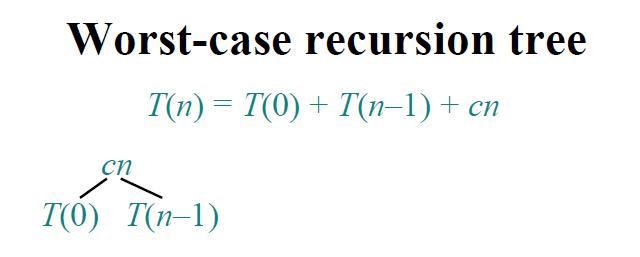 Worst-case recursion tree
T(n) = T(0) + T(n–1) + cn
cn
T(0) T(n–1)